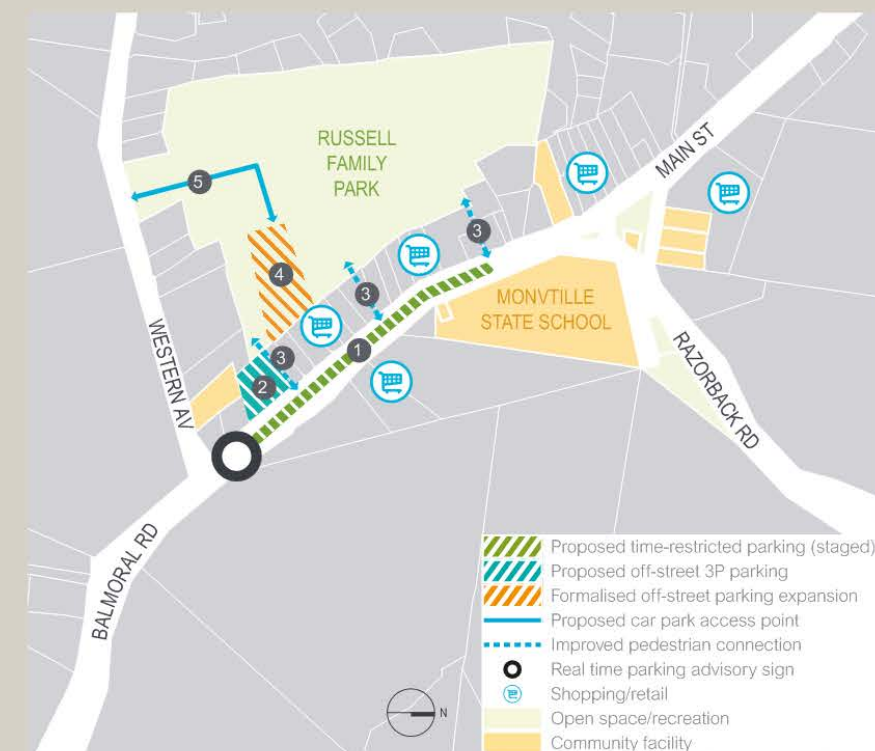 RUSSELL
FAMILY
PARK
MAIN ST
5
3
4
3
MONVTILLE
STATE SCHOOL
WESTERN AV
3
1
2
RAZORBACK RD
BALMORAL RD
Proposed time-restricted parking (staged)
Proposed off-street 3P parking
Formalised off-street parking expansion
Proposed car park access point
Improved pedestrian connection
Real time parking advisory sign
Shopping/retail
Open space/recreation
Community facility
N